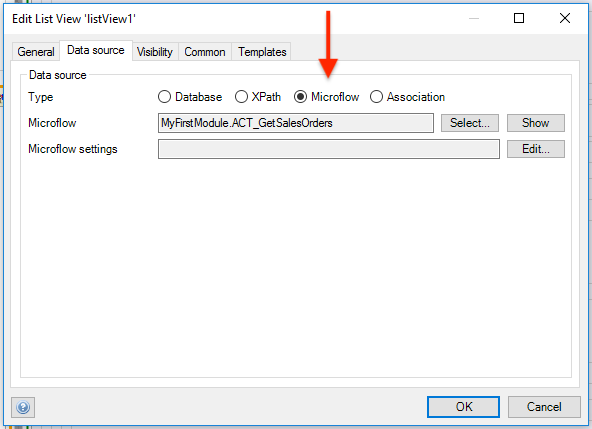 Edit List View 'listView1'
General Data source Visibility Common Templates
Data source
Type Database XPath Microflow Association
Microflow MyFirstModule.ACT_GetSalesOrders Select... Show
Microflow settings Edit...
? OK Cancel